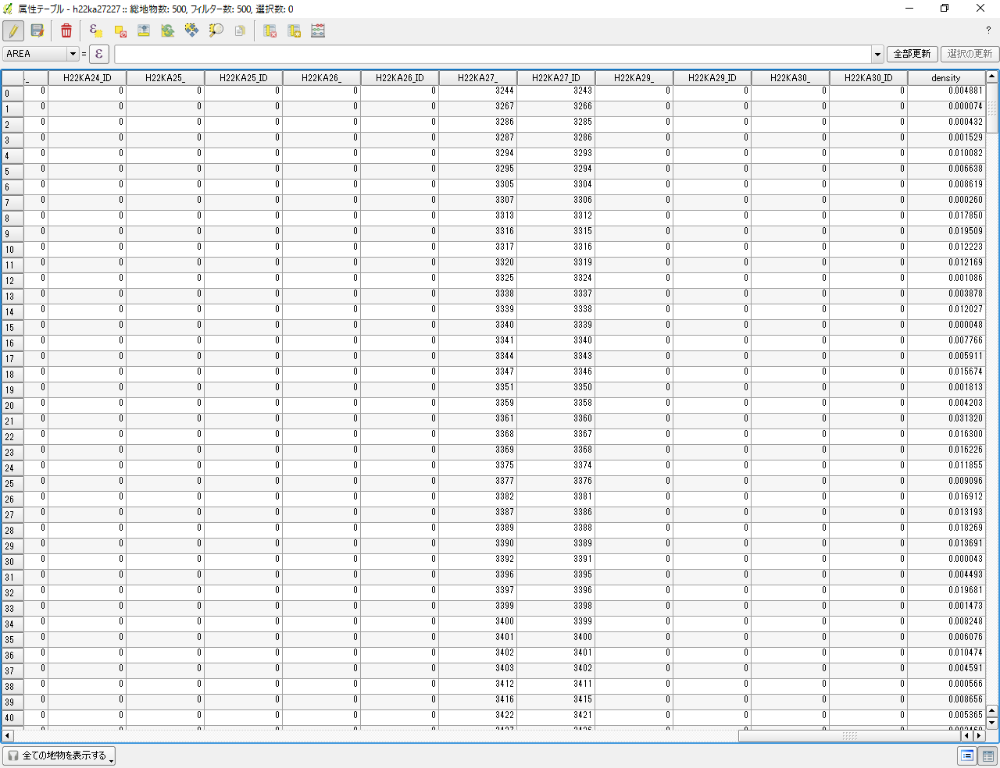 属性テーブル - h22ka27227 :: 総地物数: 500, フィルター数: 500, 選択数: 0
?
AREA = ε 全部更新 選択の更新
_ H22KA24_ID H22KA25_ H22KA25_ID H22KA26_ H22KA26_ID H22KA27_ H22KA27_ID H22KA29_ H22KA29_ID H22KA30_ H22KA30_ID density
0 0 0 0 0 0 0 3244 3243 0 0 0 0 0.004881
1 0 0 0 0 0 0 3267 3266 0 0 0 0 0.000074
2 0 0 0 0 0 0 3286 3285 0 0 0 0 0.000432
3 0 0 0 0 0 0 3287 3286 0 0 0 0 0.001529
4 0 0 0 0 0 0 3294 3293 0 0 0 0 0.010082
5 0 0 0 0 0 0 3295 3294 0 0 0 0 0.006638
6 0 0 0 0 0 0 3305 3304 0 0 0 0 0.008619
7 0 0 0 0 0 0 3307 3306 0 0 0 0 0.000260
8 0 0 0 0 0 0 3313 3312 0 0 0 0 0.017850
9 0 0 0 0 0 0 3316 3315 0 0 0 0 0.019509
10 0 0 0 0 0 0 3317 3316 0 0 0 0 0.012223
11 0 0 0 0 0 0 3320 3319 0 0 0 0 0.012169
12 0 0 0 0 0 0 3325 3324 0 0 0 0 0.001086
13 0 0 0 0 0 0 3338 3337 0 0 0 0 0.003878
14 0 0 0 0 0 0 3339 3338 0 0 0 0 0.012027
15 0 0 0 0 0 0 3340 3339 0 0 0 0 0.000048
16 0 0 0 0 0 0 3341 3340 0 0 0 0 0.007766
17 0 0 0 0 0 0 3344 3343 0 0 0 0 0.005911
18 0 0 0 0 0 0 3347 3346 0 0 0 0 0.015674
19 0 0 0 0 0 0 3351 3350 0 0 0 0 0.001813
20 0 0 0 0 0 0 3359 3358 0 0 0 0 0.004203
21 0 0 0 0 0 0 3361 3360 0 0 0 0 0.031320
22 0 0 0 0 0 0 3368 3367 0 0 0 0 0.016300
23 0 0 0 0 0 0 3369 3368 0 0 0 0 0.016226
24 0 0 0 0 0 0 3375 3374 0 0 0 0 0.011855
25 0 0 0 0 0 0 3377 3376 0 0 0 0 0.009096
26 0 0 0 0 0 0 3382 3381 0 0 0 0 0.016912
27 0 0 0 0 0 0 3387 3386 0 0 0 0 0.013193
28 0 0 0 0 0 0 3389 3388 0 0 0 0 0.018269
29 0 0 0 0 0 0 3390 3389 0 0 0 0 0.013691
30 0 0 0 0 0 0 3392 3391 0 0 0 0 0.000043
31 0 0 0 0 0 0 3396 3395 0 0 0 0 0.004493
32 0 0 0 0 0 0 3397 3396 0 0 0 0 0.019681
33 0 0 0 0 0 0 3399 3398 0 0 0 0 0.001473
34 0 0 0 0 0 0 3400 3399 0 0 0 0 0.008248
35 0 0 0 0 0 0 3401 3400 0 0 0 0 0.006076
36 0 0 0 0 0 0 3402 3401 0 0 0 0 0.010474
37 0 0 0 0 0 0 3403 3402 0 0 0 0 0.004591
38 0 0 0 0 0 0 3412 3411 0 0 0 0 0.000566
39 0 0 0 0 0 0 3416 3415 0 0 0 0 0.008656
40 0 0 0 0 0 0 3422 3421 0 0 0 0 0.005365
全ての地物を表示する